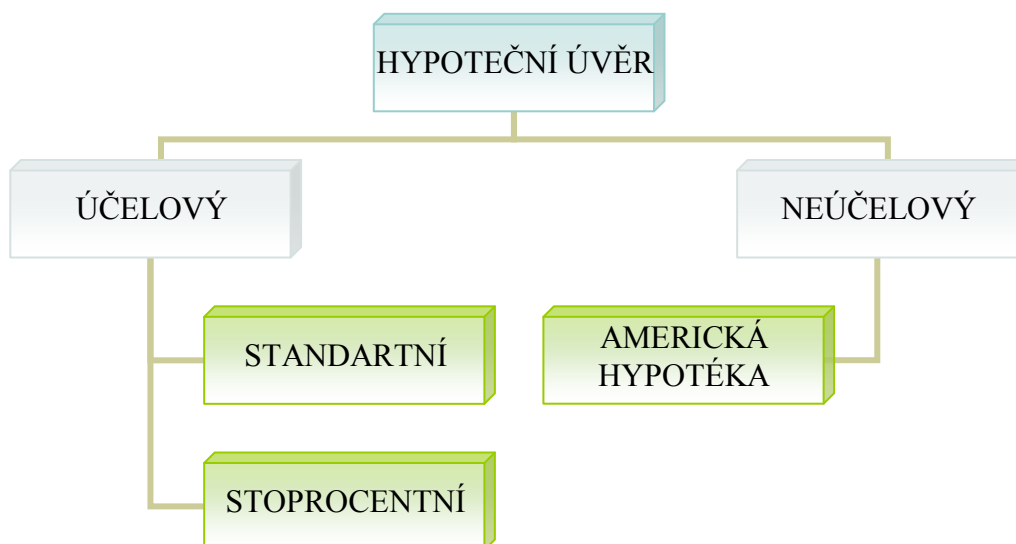 HYPOTEČNÍ ÚVĚR
ÚČELOVÝ
NEÚČELOVÝ
STANDARTNÍ
AMERICKÁ
HYPOTÉKA
STOPROCENTNÍ